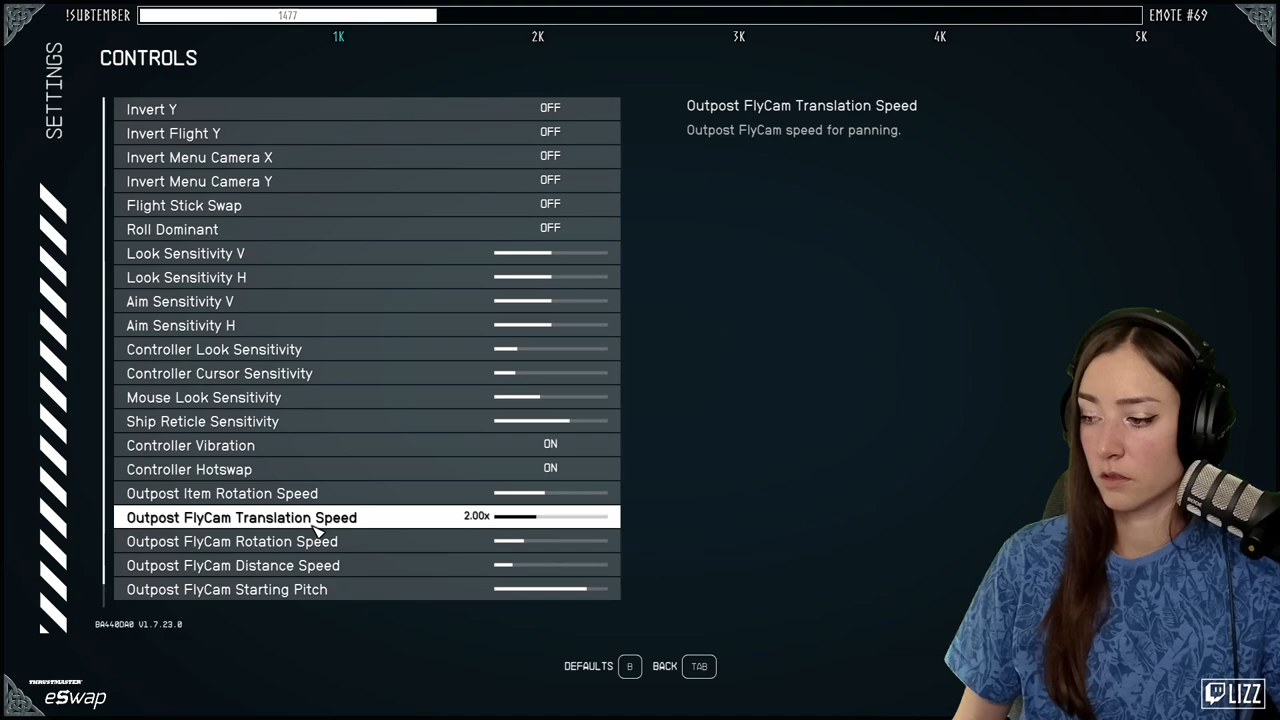 !SUBTEMBER
1477
EMOTE #69
1K
2K
3K
4K
5K
SETTINGS
CONTROLS
Invert Y OFF
Invert Flight Y OFF
Invert Menu Camera X OFF
Invert Menu Camera Y OFF
Flight Stick Swap OFF
Roll Dominant OFF
Look Sensitivity V
Look Sensitivity H
Aim Sensitivity V
Aim Sensitivity H
Controller Look Sensitivity
Controller Cursor Sensitivity
Mouse Look Sensitivity
Ship Reticle Sensitivity
Controller Vibration ON
Controller Hotswap ON
Outpost Item Rotation Speed
Outpost FlyCam Translation Speed 2.00x
Outpost FlyCam Rotation Speed
Outpost FlyCam Distance Speed
Outpost FlyCam Starting Pitch
Outpost FlyCam Translation Speed
Outpost FlyCam speed for panning.
BA440DA0 V1.7.23.0
DEFAULTS B BACK TAB
THRUSTMASTER
eSwap
LIZZ